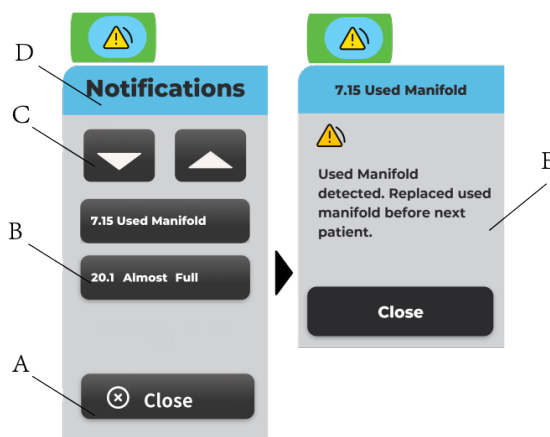 D
Notifications
C
B
7.15 Used Manifold
20.1 Almost Full
A
Close
7.15 Used Manifold
Used Manifold
detected. Replaced used
manifold before next
patient.
E
Close